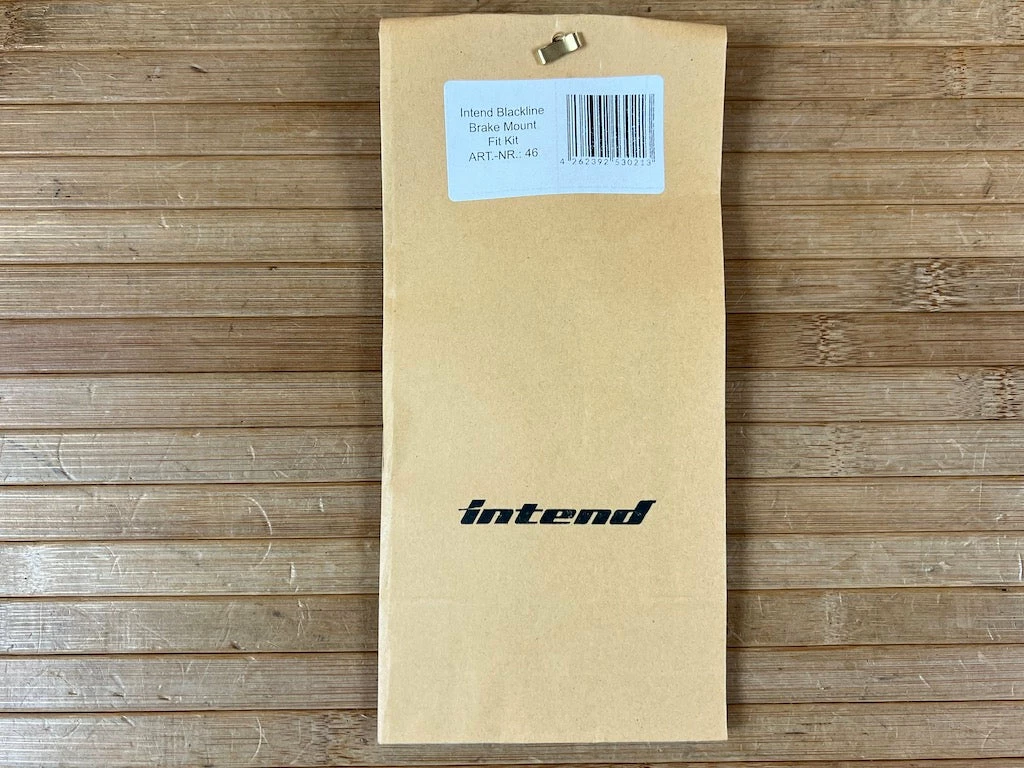 Intend Blackline
Brake Mount
Fit Kit
ART.-NR.: 46
4 262392 530213
intend